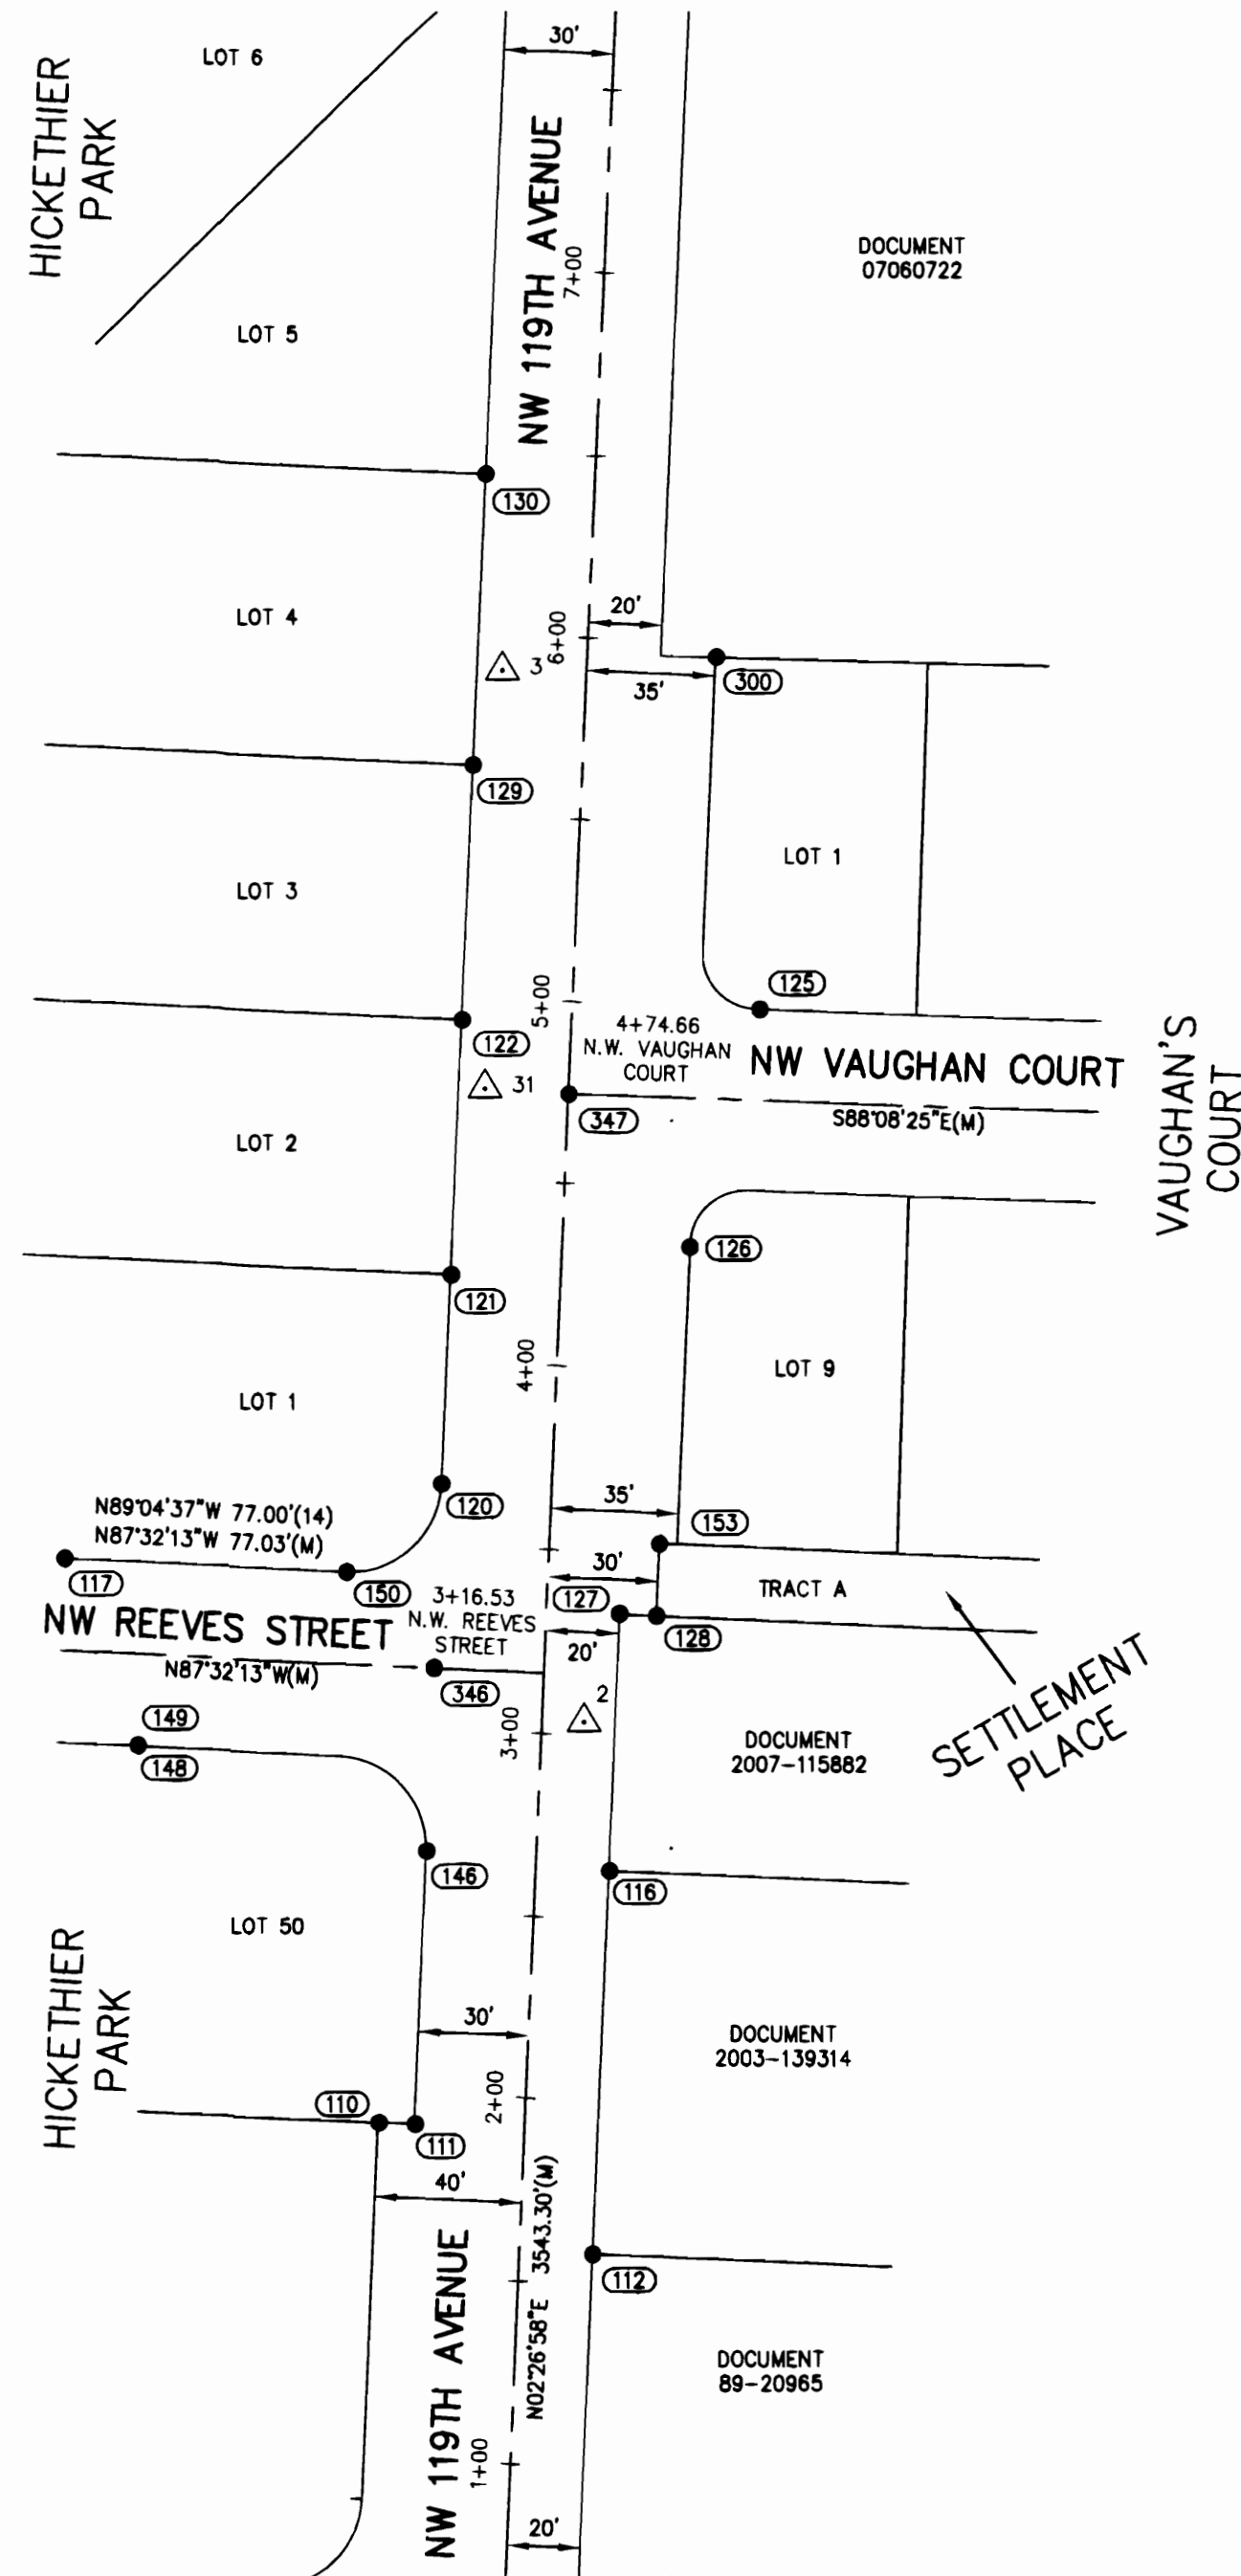 30'
LOT 6
HICKETHIER
PARK
NW 119TH AVENUE
7+00
DOCUMENT
07060722
LOT 5
130
LOT 4
20'
6+00
3
35'
300
129
LOT 3
LOT 1
125
5+00
122
31
4+74.66
N.W. VAUGHAN
COURT
NW VAUGHAN COURT
S88°08'25"E(M)
347
VAUGHAN'S
COURT
LOT 2
126
121
4+00
LOT 9
LOT 1
120
35'
153
N89°04'37"W 77.00'(14)
N87°32'13"W 77.03'(M)
117
150
30'
127
TRACT A
3+16.53
N.W. REEVES
STREET
NW REEVES STREET
128
20'
N87°32'13"W(M)
346
2
SETTLEMENT
PLACE
149
148
3+00
DOCUMENT
2007-115882
146
116
LOT 50
HICKETHIER
PARK
30'
DOCUMENT
2003-139314
2+00
110
111
40'
N02°26'58"E 3543.30'(M)
112
NW 119TH AVENUE
1+00
DOCUMENT
89-20965
20'